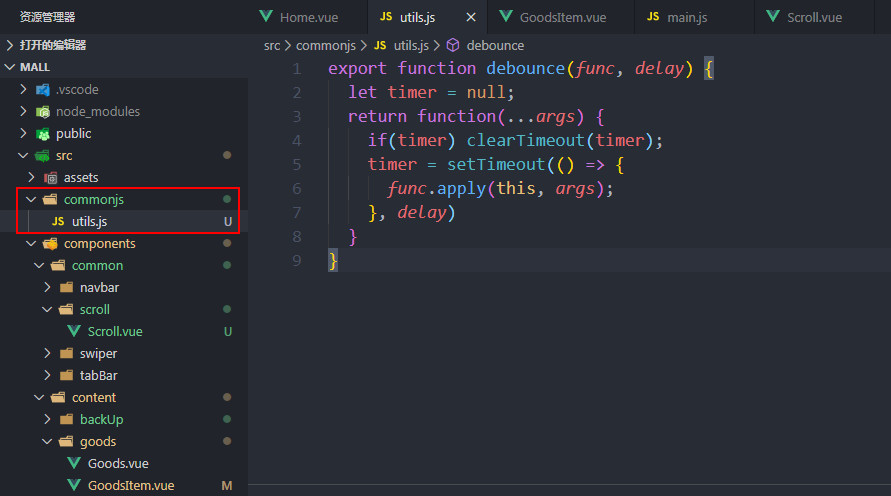 资源管理器
打开的编辑器
MALL
.vscode
node_modules
public
src
assets
commonjs
JS utils.js U
components
common
navbar
scroll
Scroll.vue U
swiper
tabBar
content
backUp
goods
Goods.vue
GoodsItem.vue M
Home.vue JS utils.js × GoodsItem.vue JS main.js Scroll.vue
src > commonjs > JS utils.js > debounce
1 export function debounce(func, delay) {
2 let timer = null;
3 return function(...args) {
4 if(timer) clearTimeout(timer);
5 timer = setTimeout(() => {
6 func.apply(this, args);
7 }, delay)
8 }
9 }